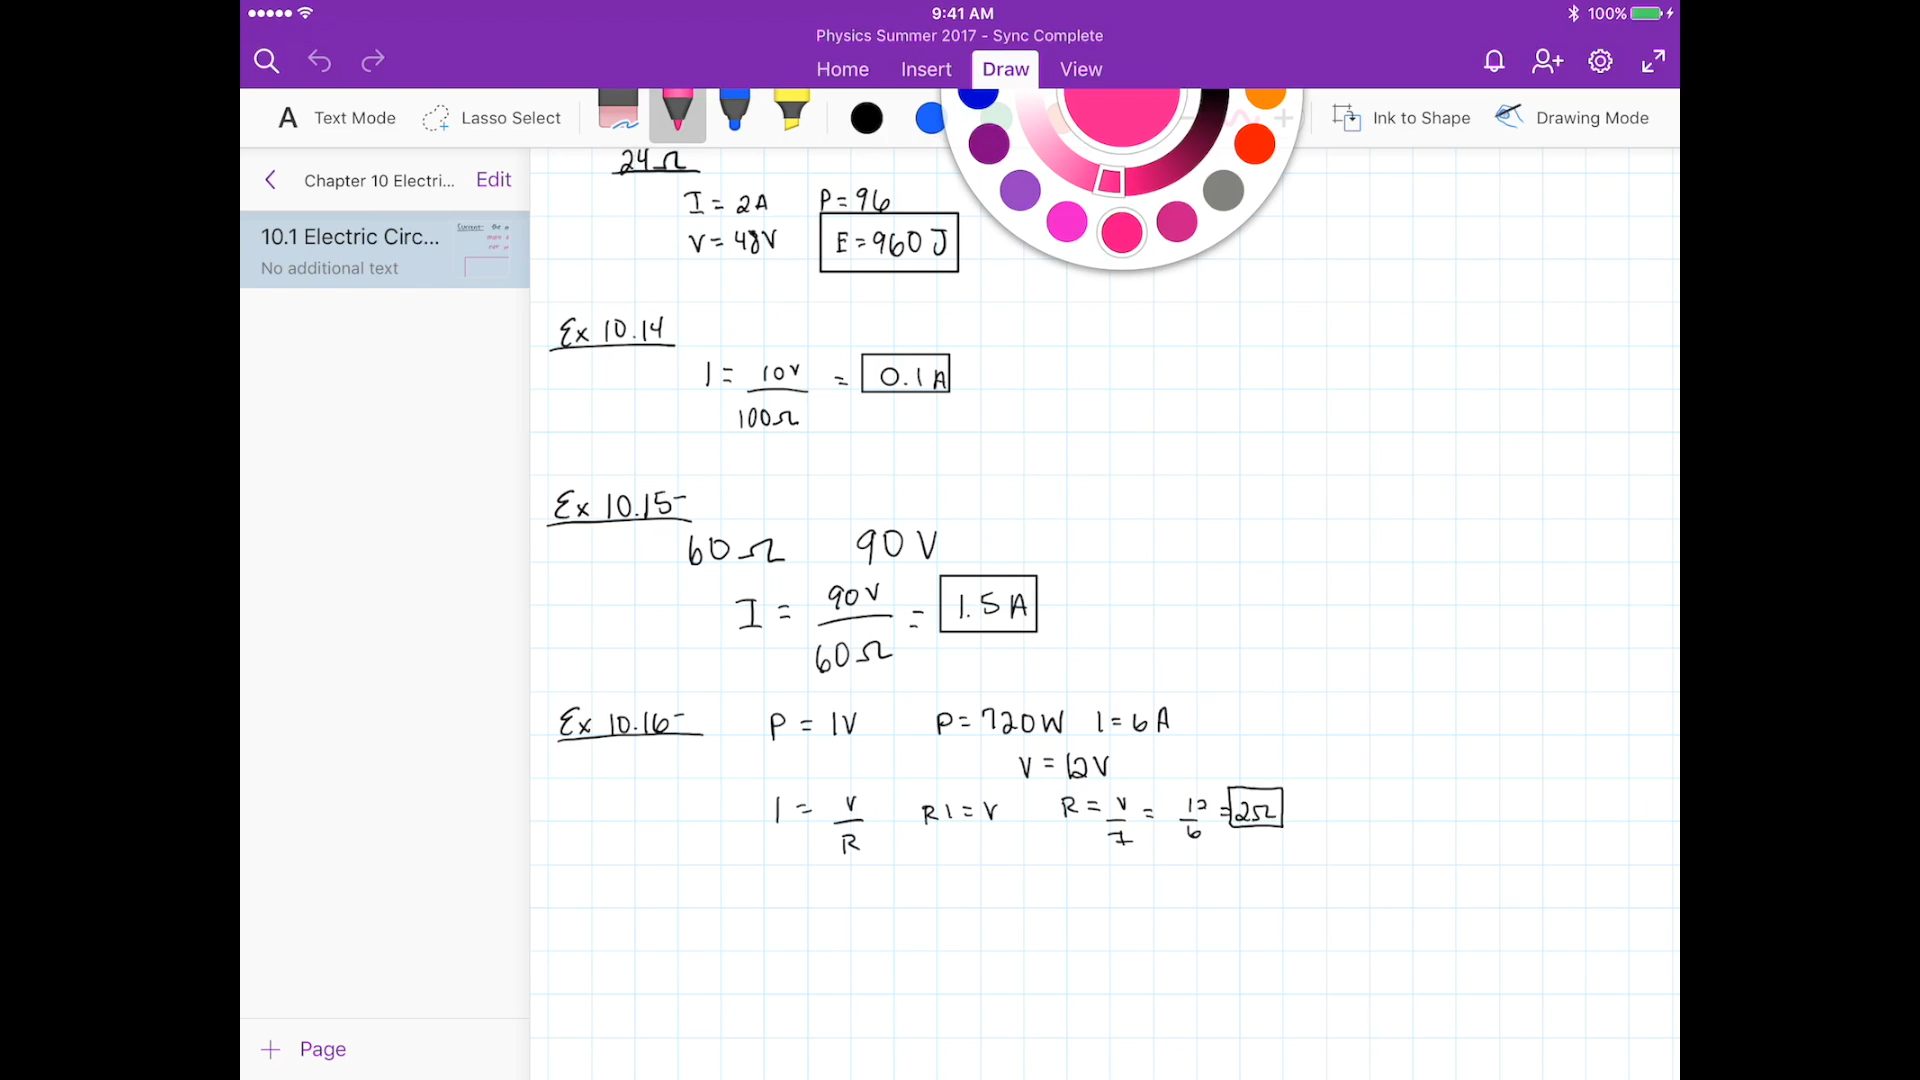 9:41 AM
100%
Physics Summer 2017 - Sync Complete
Home Insert Draw View
A Text Mode Lasso Select Ink to Shape Drawing Mode
Chapter 10 Electri... Edit
10.1 Electric Circ...
No additional text
24Ω
I = 2A P = 96
V = 48V E = 960 J
Ex 10.14
I = 10V / 100Ω = 0.1 A
Ex 10.15
60Ω 90 V
I = 90V / 60Ω = 1.5 A
Ex 10.16 P = IV P = 720W I = 6 A
V = 12V
I = V / R RI = V R = V / I = 12 / 6 = 2Ω
+ Page